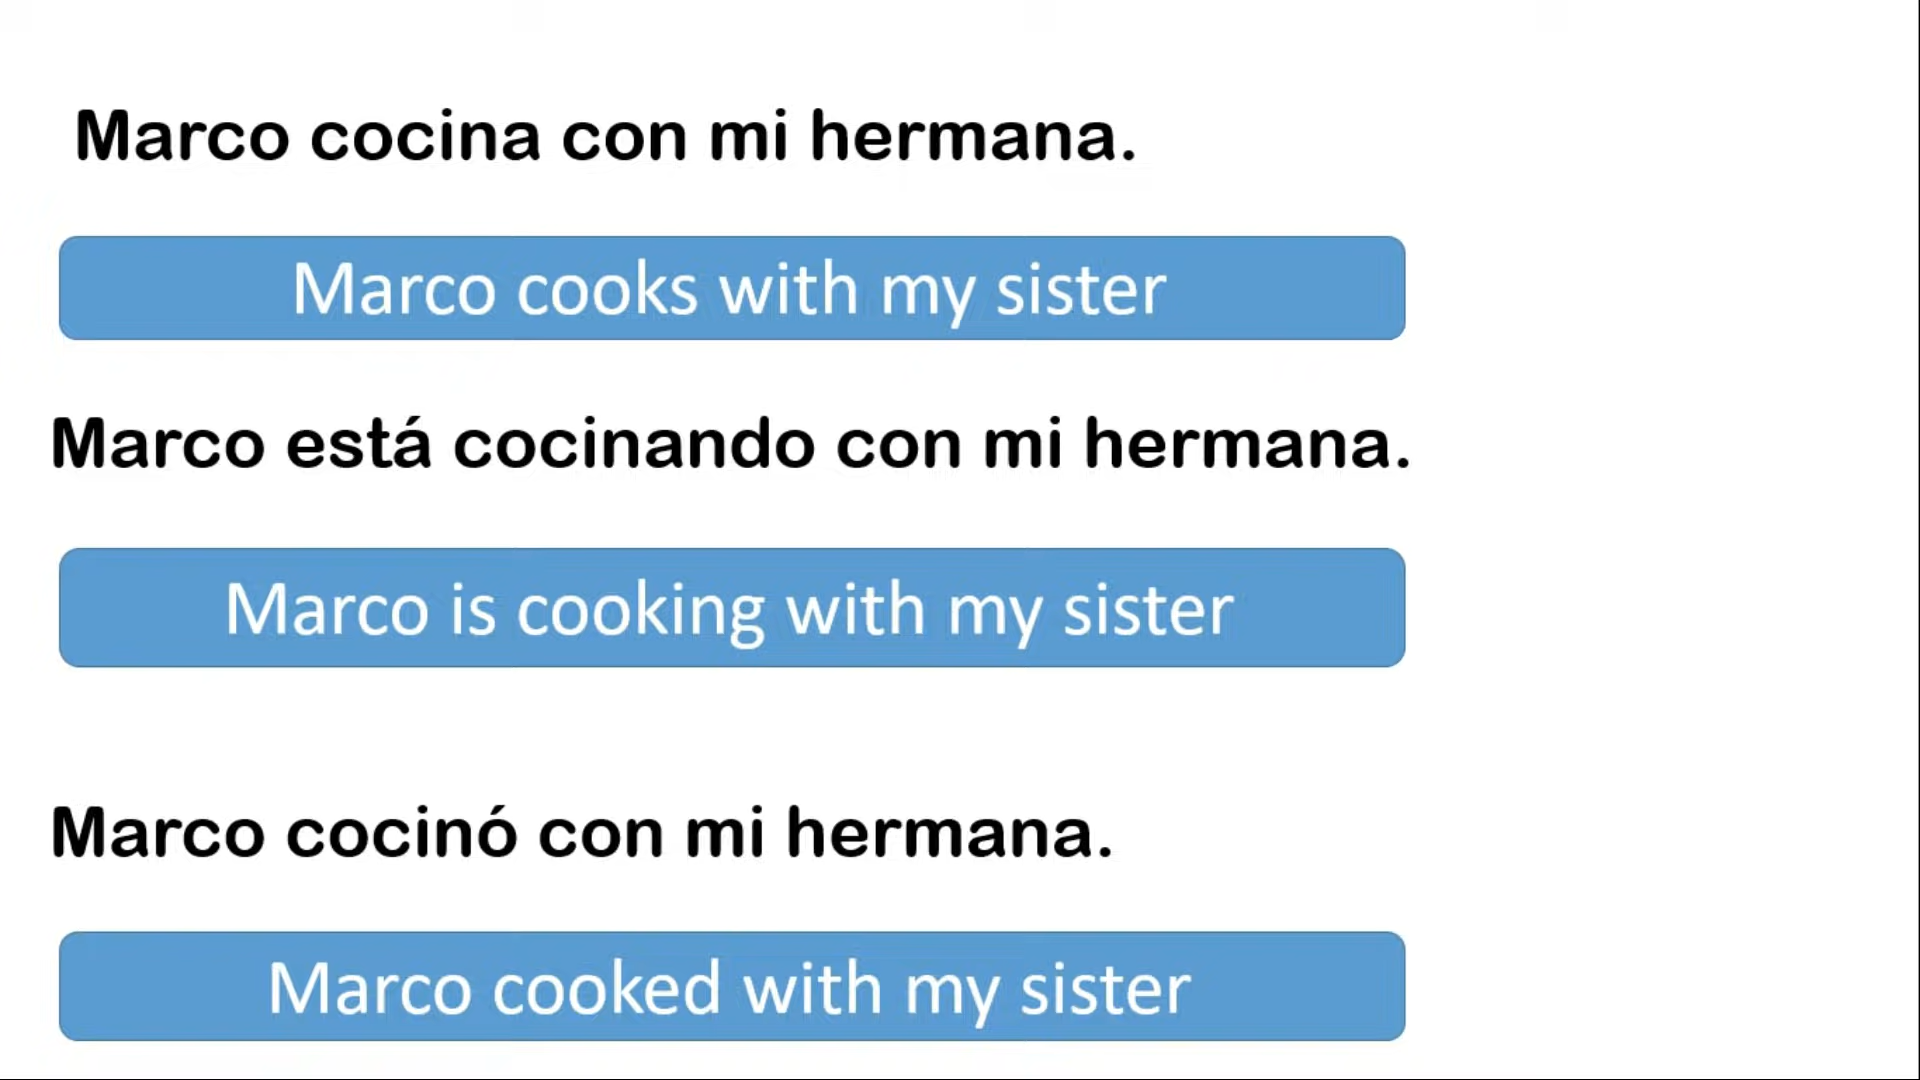 Marco cocina con mi hermana.
Marco cooks with my sister
Marco está cocinando con mi hermana.
Marco is cooking with my sister
Marco cocinó con mi hermana.
Marco cooked with my sister